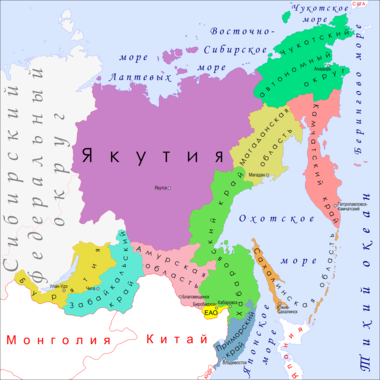 США
Чукотское
море
Восточно-
Сибирское
море
море
Лаптевых
Чукотский
автономный
округ
Анадырь
Берингово море
Сибирский
федеральный
округ
Якутия
Якутск
Магаданская
область
Магадан
Камчатский край
Петропавловск-
Камчатский
Охотское
море
Тихий океан
Хабаровский край
Хабаровск
Амурская
область
Благовещенск
Биробиджан
ЕАО
Забайкальский
край
Чита
Бурятия
Улан-Удэ
Сахалинская область
Южно-
Сахалинск
Приморский
край
Владивосток
Японское
море
Монголия
Китай
Япония